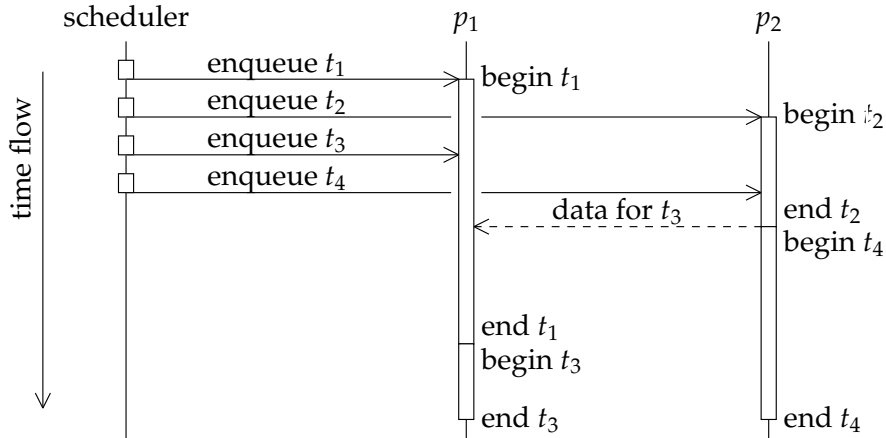 scheduler p₁ p₂
enqueue t₁ begin t₁
enqueue t₂ begin t₂
enqueue t₃
enqueue t₄
time flow
data for t₃ end t₂
begin t₄
end t₁
begin t₃
end t₃ end t₄